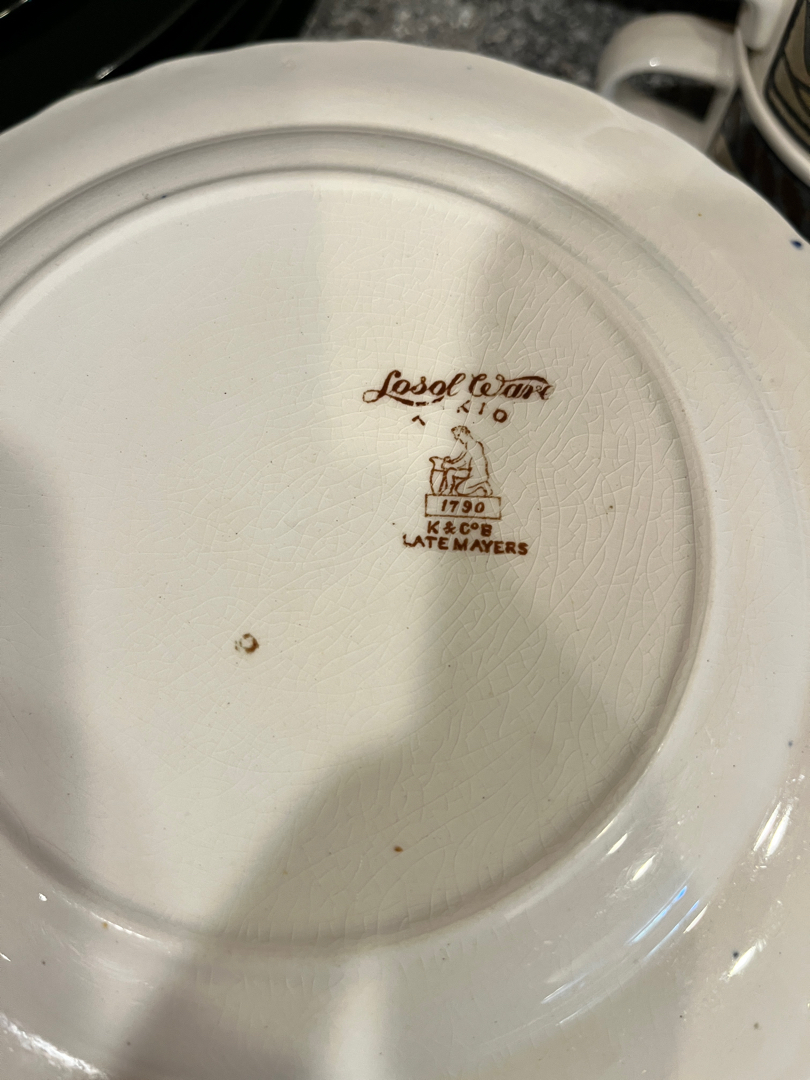 Losol Ware
1790
K & Cº B
LATE MAYERS